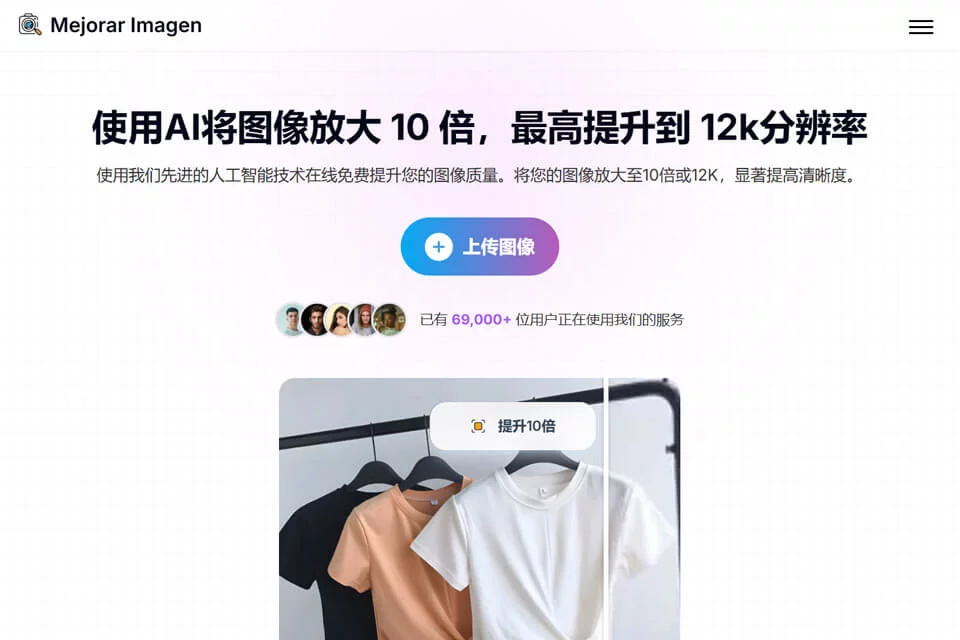 Mejorar Imagen
使用AI将图像放大 10 倍，最高提升到 12k分辨率
使用我们先进的人工智能技术在线免费提升您的图像质量。将您的图像放大至10倍或12K，显著提高清晰度。
上传图像
已有 69,000+ 位用户正在使用我们的服务
提升10倍